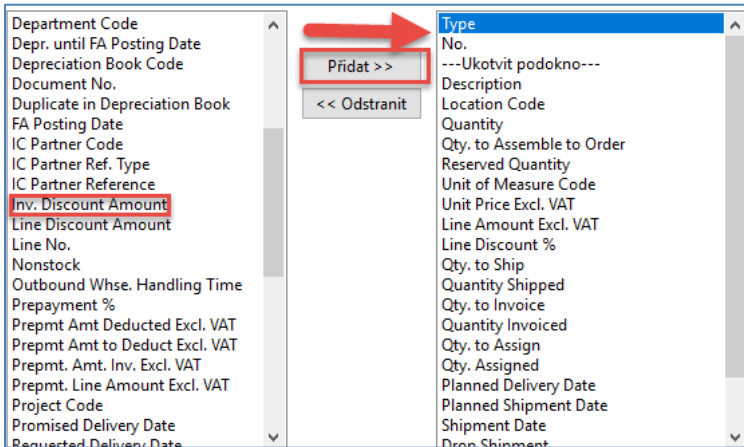 Department Code
Depr. until FA Posting Date
Depreciation Book Code
Document No.
Duplicate in Depreciation Book
FA Posting Date
IC Partner Code
IC Partner Ref. Type
IC Partner Reference
Inv. Discount Amount
Line Discount Amount
Line No.
Nonstock
Outbound Whse. Handling Time
Prepayment %
Prepmt Amt Deducted Excl. VAT
Prepmt Amt to Deduct Excl. VAT
Prepmt. Amt. Inv. Excl. VAT
Prepmt. Line Amount Excl. VAT
Project Code
Promised Delivery Date
Requested Delivery Date
Přidat >>
<< Odstranit
Type
No.
---Ukotvit podokno---
Description
Location Code
Quantity
Qty. to Assemble to Order
Reserved Quantity
Unit of Measure Code
Unit Price Excl. VAT
Line Amount Excl. VAT
Line Discount %
Qty. to Ship
Quantity Shipped
Qty. to Invoice
Quantity Invoiced
Qty. to Assign
Qty. Assigned
Planned Delivery Date
Planned Shipment Date
Shipment Date
Drop Shipment